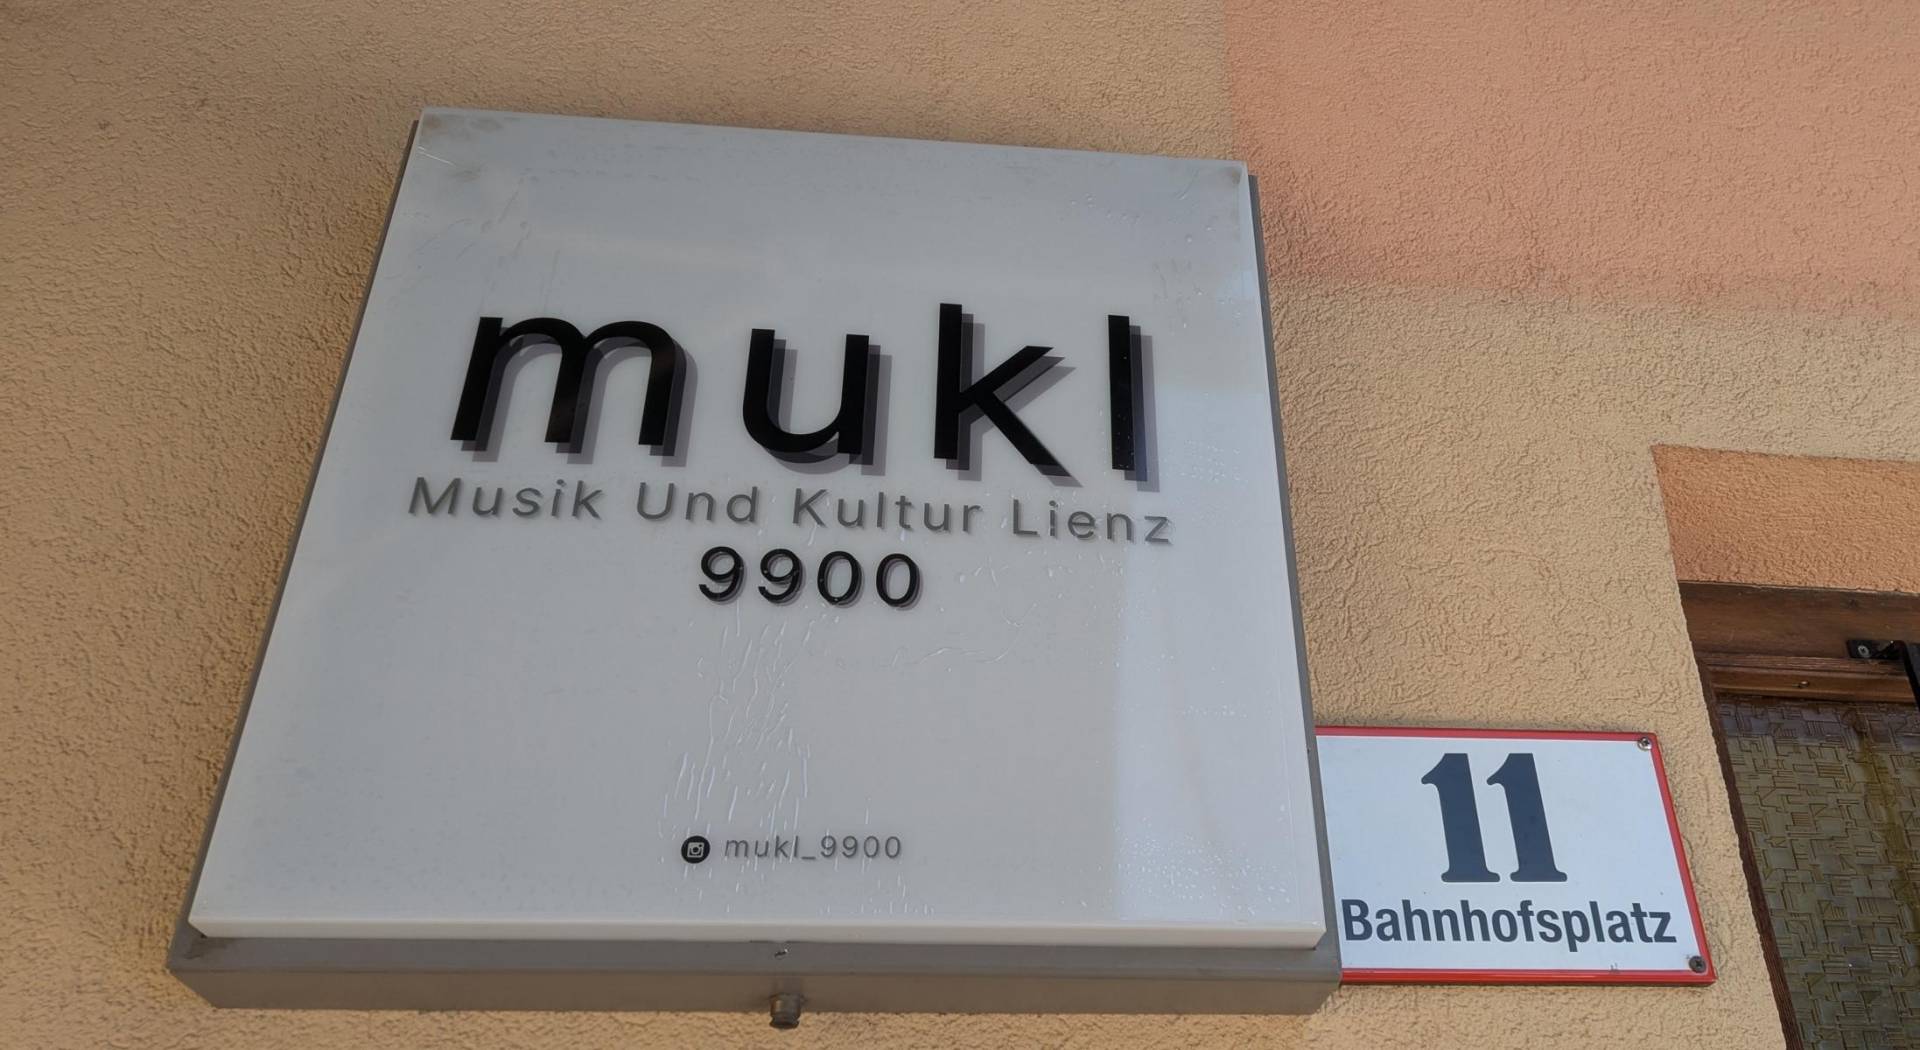 mukl
Musik Und Kultur Lienz
9900
mukl_9900
11
Bahnhofsplatz